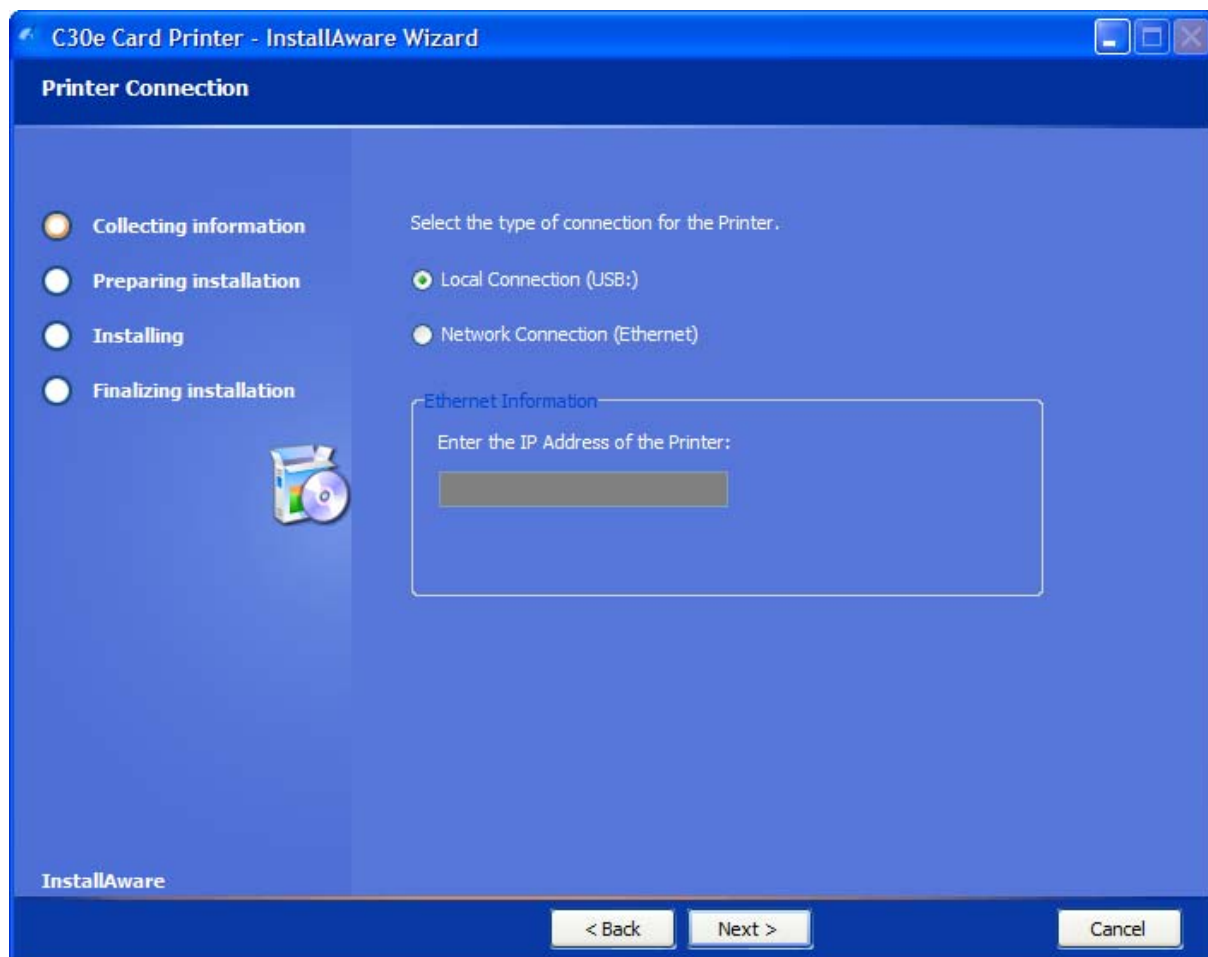 C30e Card Printer - InstallAware Wizard
Printer Connection
Collecting information
Preparing installation
Installing
Finalizing installation
Select the type of connection for the Printer.
Local Connection (USB:)
Network Connection (Ethernet)
Ethernet Information
Enter the IP Address of the Printer:
InstallAware
< Back
Next >
Cancel